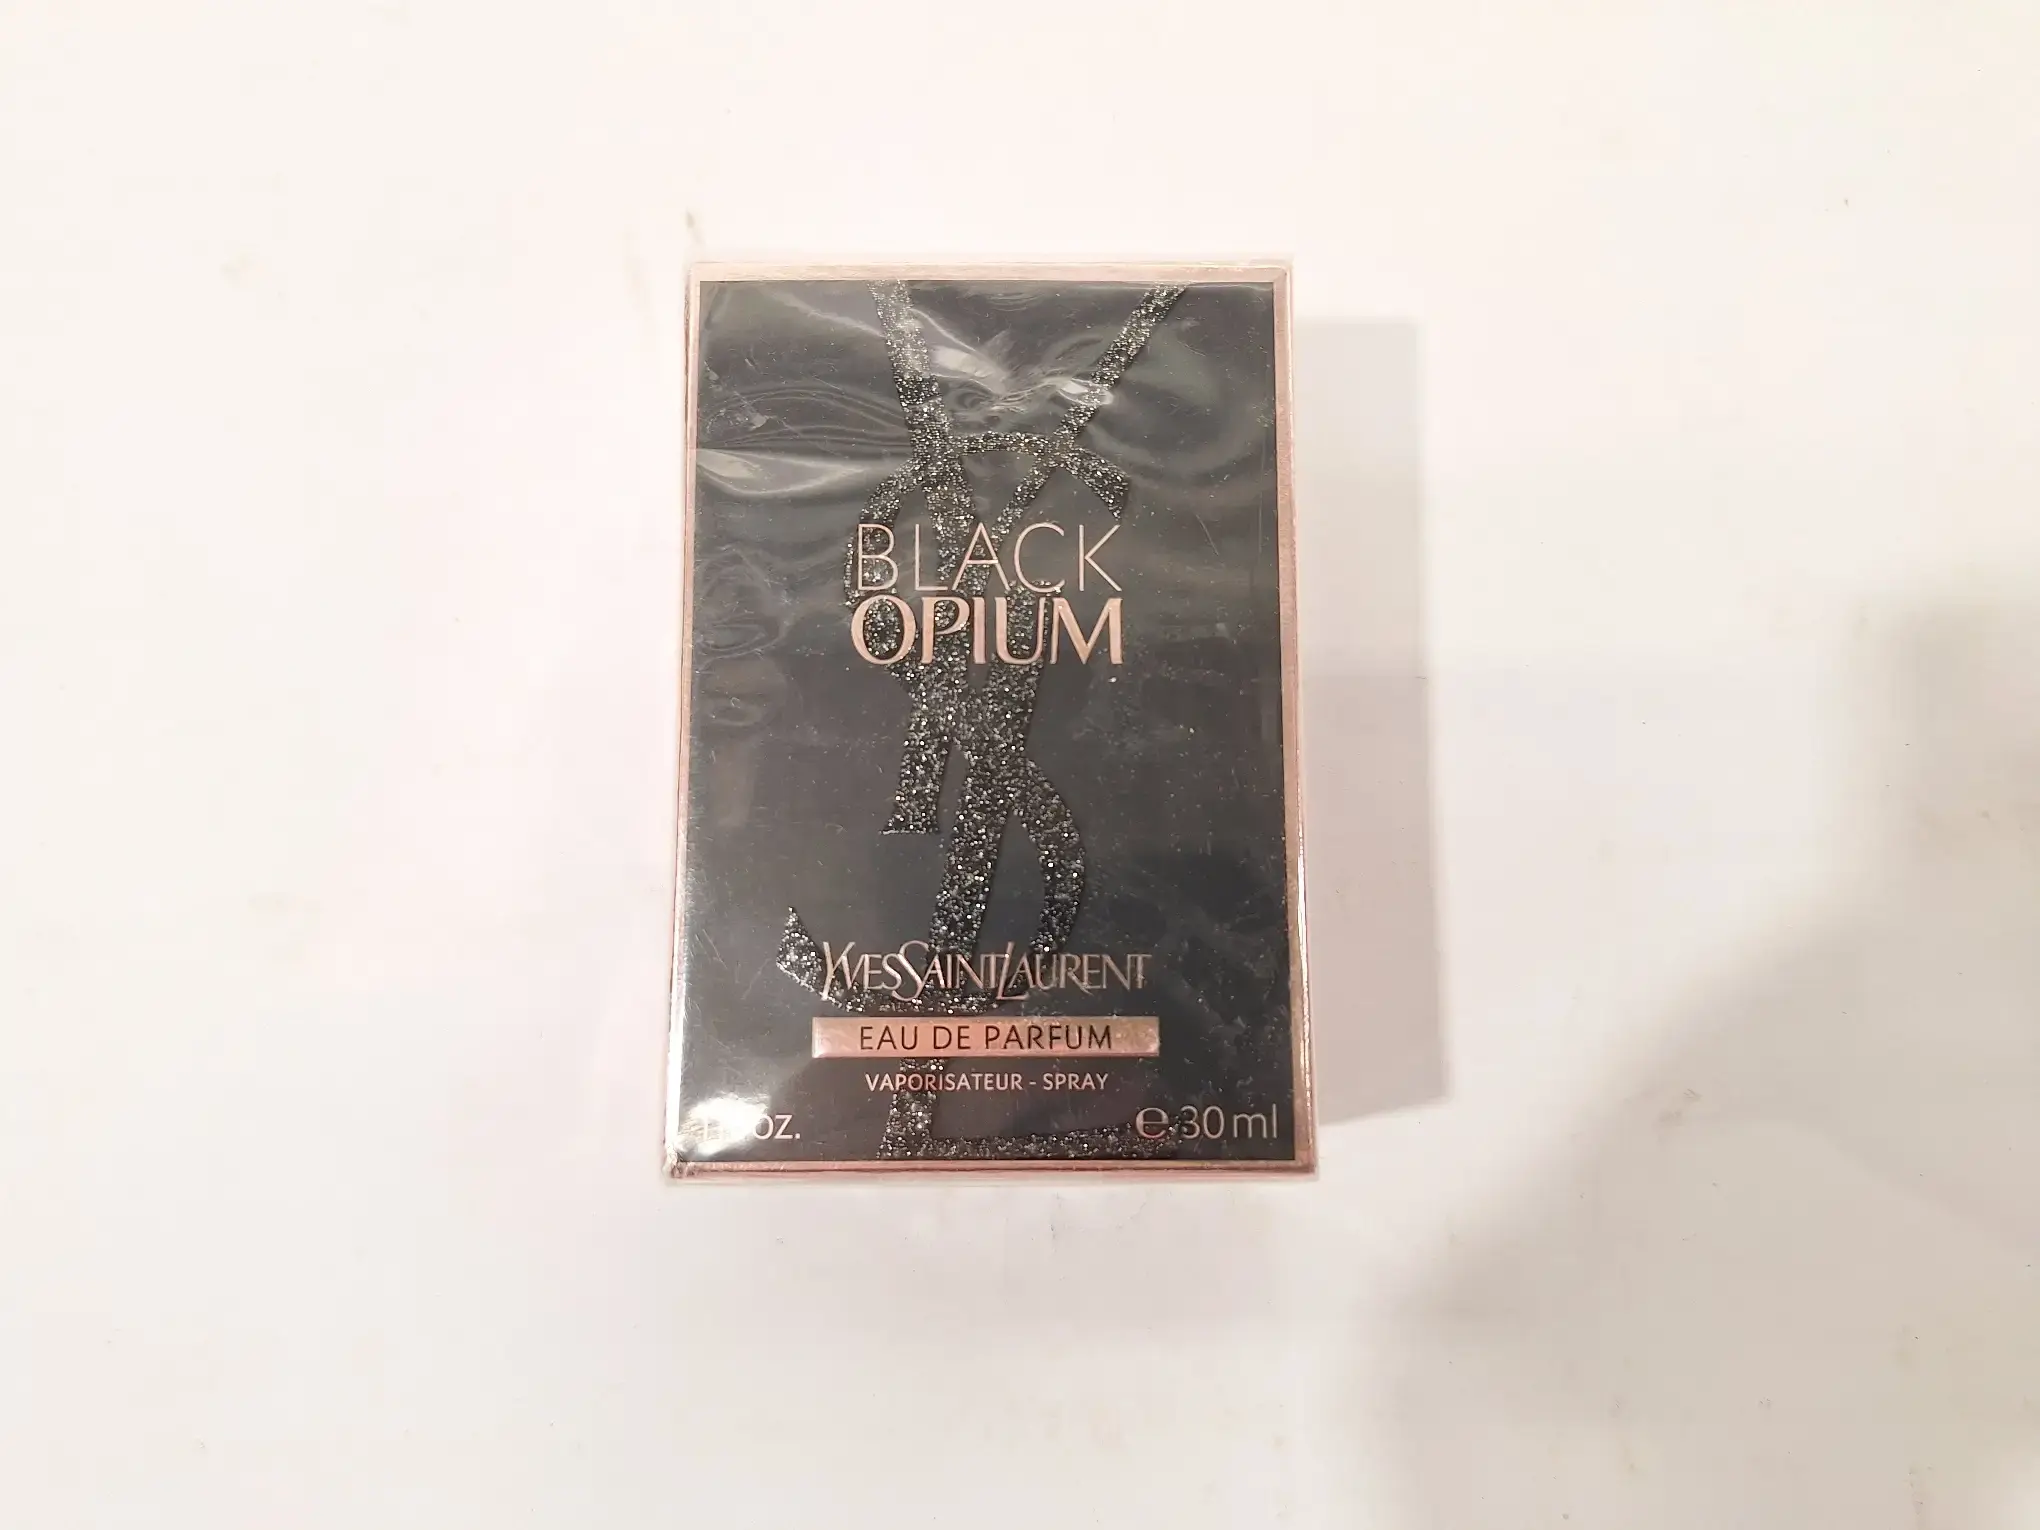 BLACK
OPIUM
YVESSAINTLAURENT
EAU DE PARFUM
VAPORISATEUR - SPRAY
oz. e 30 ml